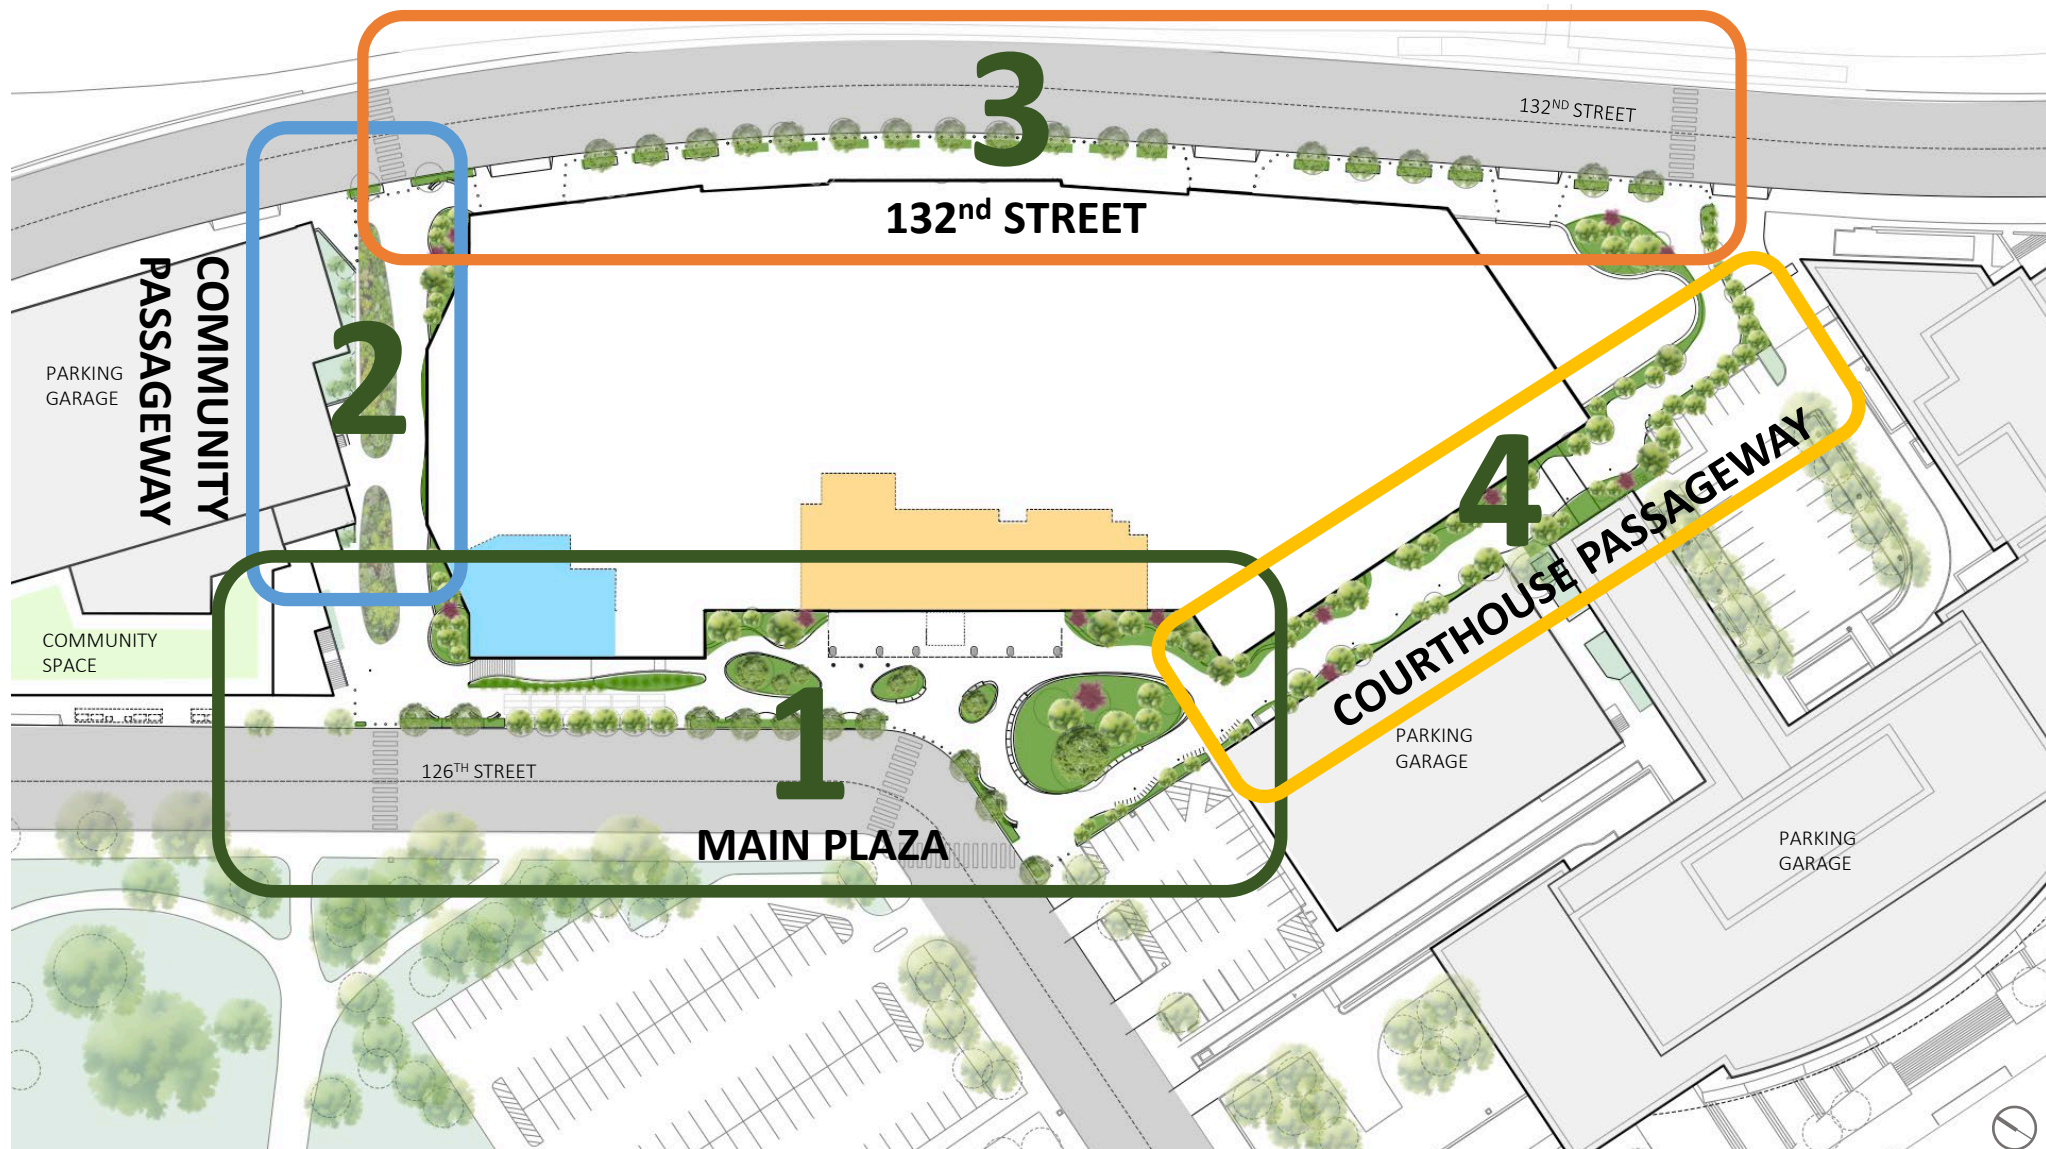 3
132ND STREET
132nd STREET
COMMUNITY
PASSAGEWAY
2
PARKING
GARAGE
4
COURTHOUSE PASSAGEWAY
COMMUNITY
SPACE
1
126TH STREET
MAIN PLAZA
PARKING
GARAGE
PARKING
GARAGE